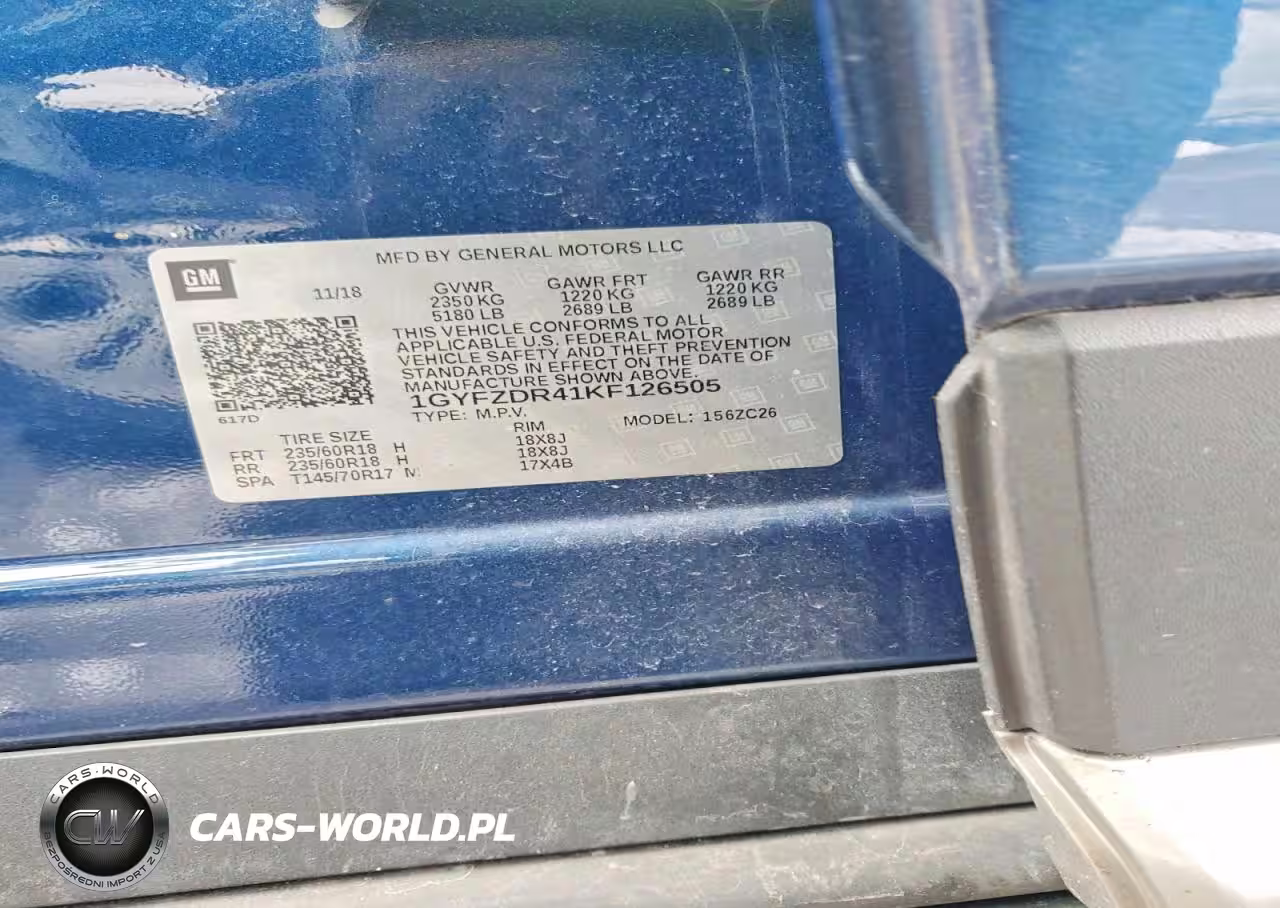 MFD BY GENERAL MOTORS LLC
GM
11/18
GVWR GAWR FRT GAWR RR
2350 KG 1220 KG 1220 KG
5180 LB 2689 LB 2689 LB
THIS VEHICLE CONFORMS TO ALL
APPLICABLE U.S. FEDERAL MOTOR
VEHICLE SAFETY AND THEFT PREVENTION
STANDARDS IN EFFECT ON THE DATE OF
MANUFACTURE SHOWN ABOVE.
1GYFZDR41KF126505
617D
TYPE: M.P.V. MODEL: 156ZC26
TIRE SIZE RIM
FRT 235/60R18 H 18X8J
RR 235/60R18 H 18X8J
SPA T145/70R17 M 17X4B
CARS-WORLD
CW
BEZPOŚREDNI IMPORT Z USA
CARS-WORLD.PL